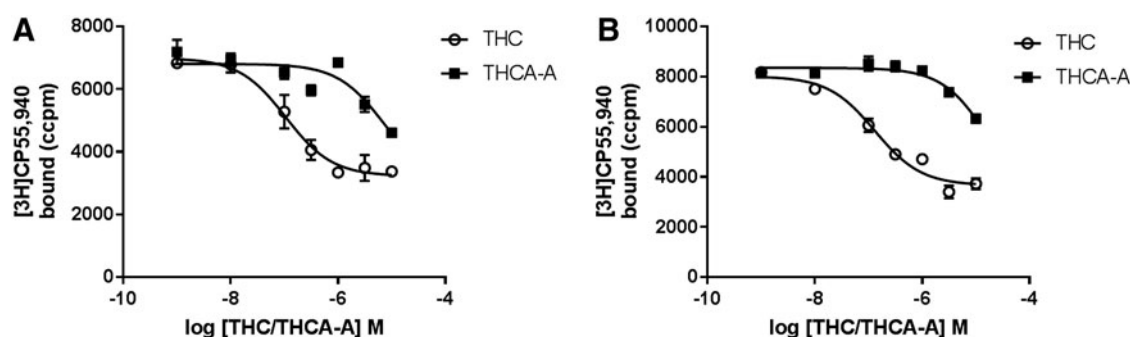 A
[3H]CP55,940
bound (ccpm)
8000
6000
4000
2000
0
-10
-8
-6
-4
log [THC/THCA-A] M
THC
THCA-A
B
[3H]CP55,940
bound (ccpm)
10000
8000
6000
4000
2000
0
-10
-8
-6
-4
log [THC/THCA-A] M
THC
THCA-A